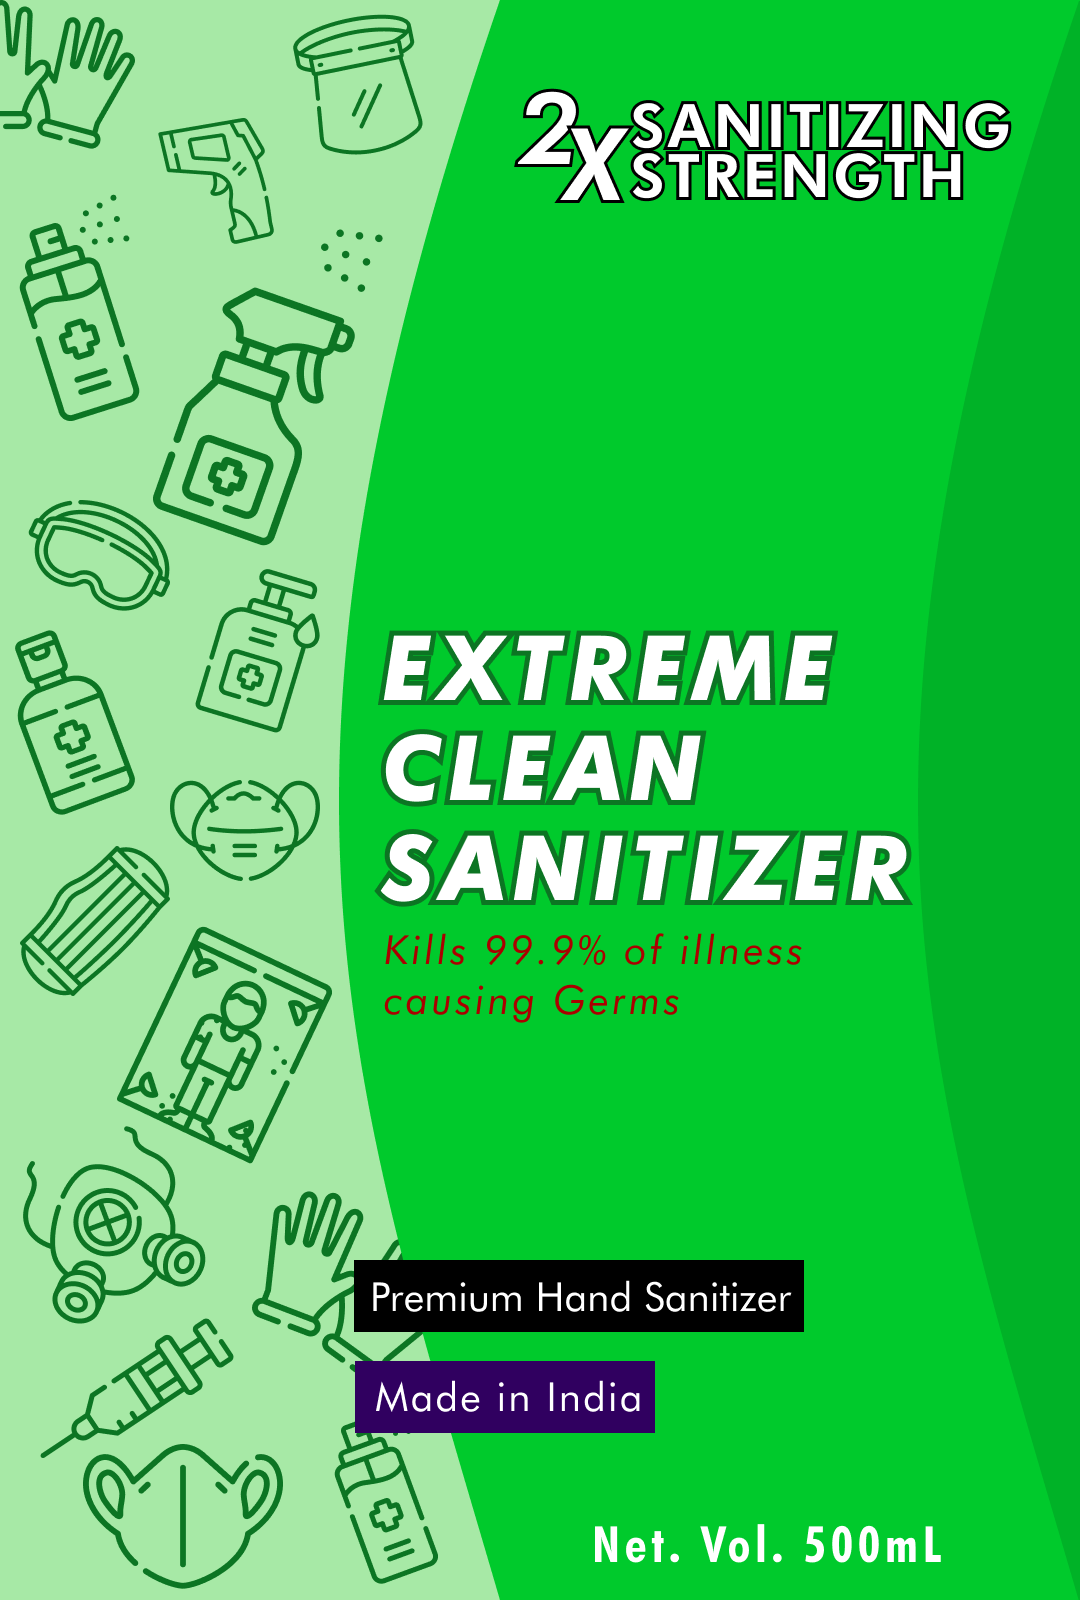 2X SANITIZING
STRENGTH
EXTREME
CLEAN
SANITIZER
Kills 99.9% of illness
causing Germs
Premium Hand Sanitizer
Made in India
Net. Vol. 500mL